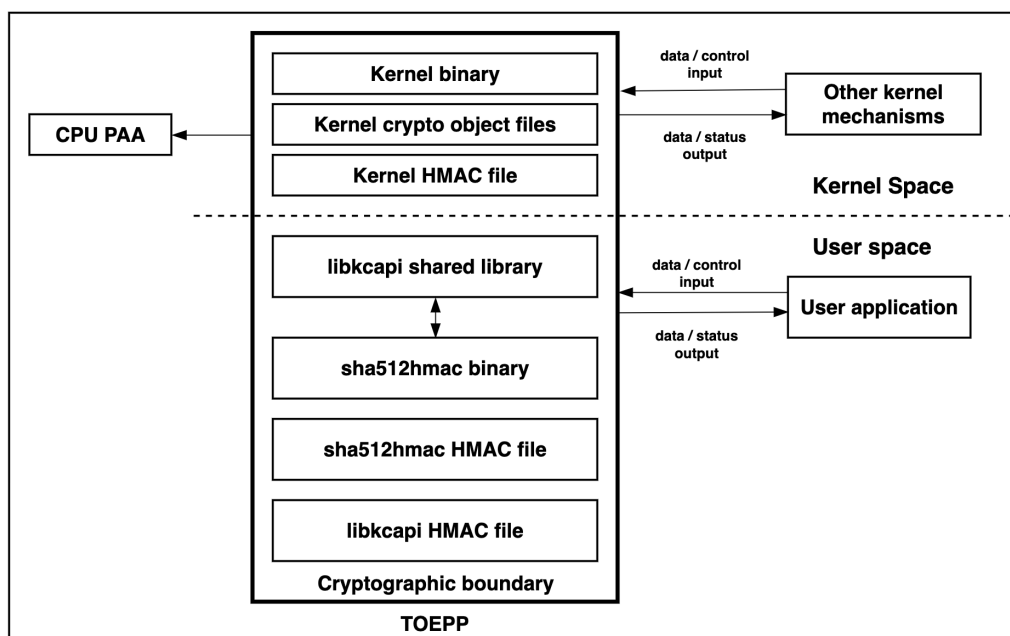 Kernel binary
Kernel crypto object files
Kernel HMAC file
CPU PAA
data / control
input
Other kernel
mechanisms
data / status
output
Kernel Space
User space
libkcapi shared library
data / control
input
User application
data / status
output
sha512hmac binary
sha512hmac HMAC file
libkcapi HMAC file
Cryptographic boundary
TOEPP